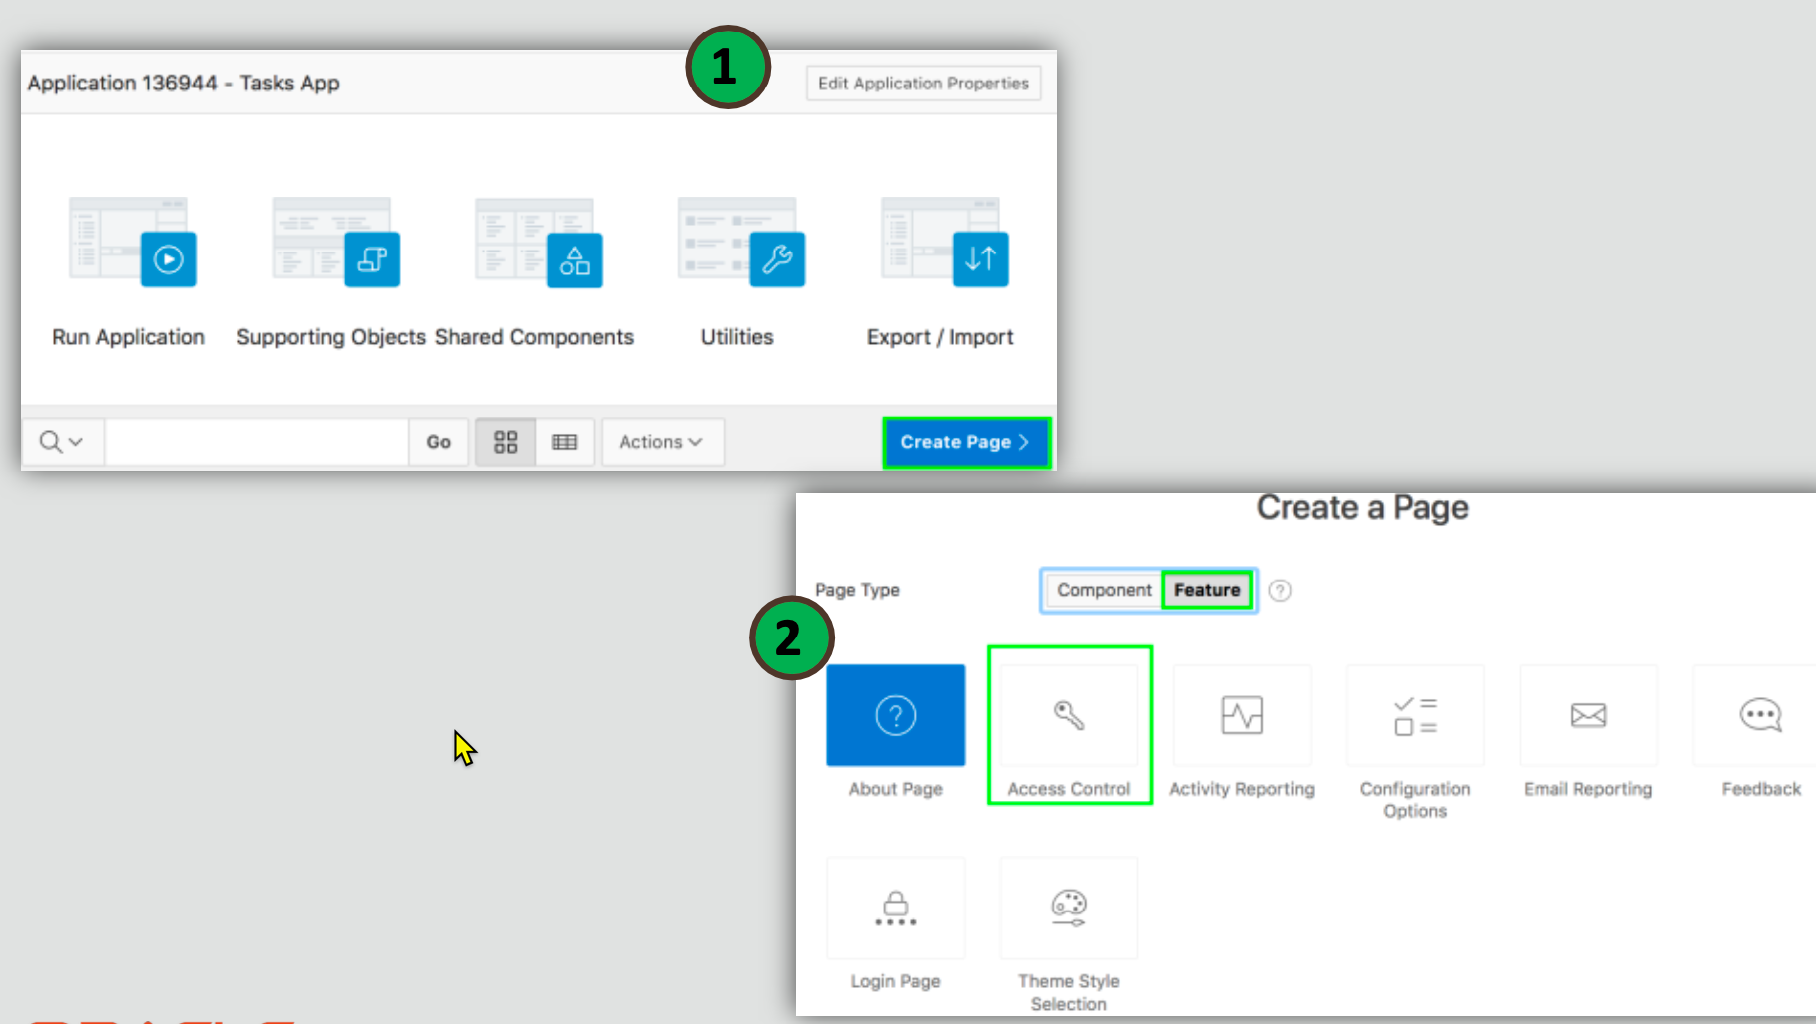 1
Application 136944 - Tasks App
Edit Application Properties
Run Application
Supporting Objects
Shared Components
Utilities
Export / Import
Go
Actions
Create Page
Create a Page
Page Type
Component
Feature
?
2
?
About Page
Access Control
Activity Reporting
Configuration
Options
Email Reporting
Feedback
Login Page
Theme Style
Selection